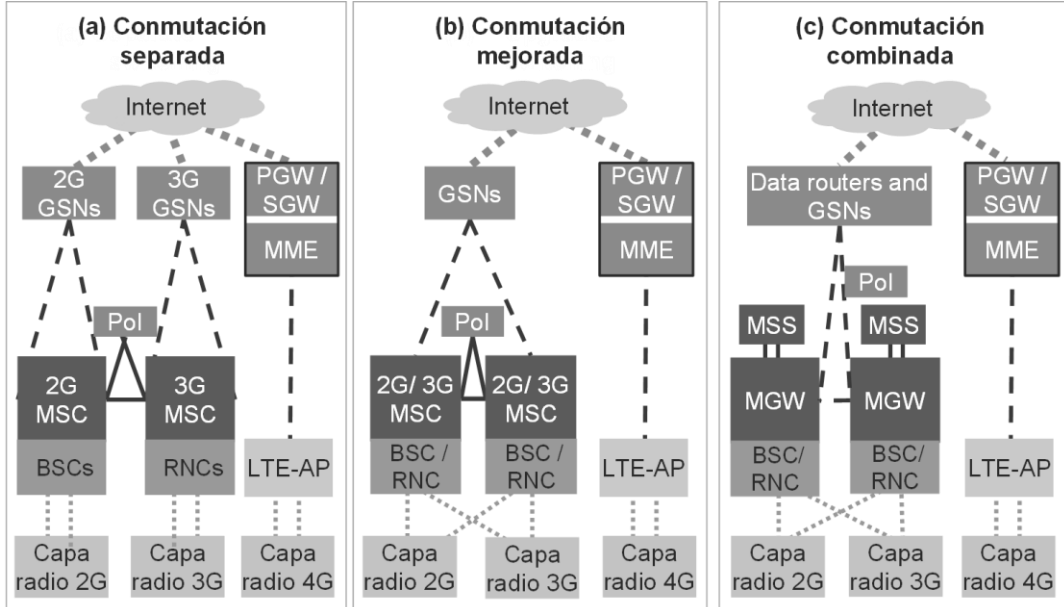 (a) Conmutación
separada
Internet
2G
GSNs
3G
GSNs
PGW /
SGW
MME
PoI
2G
MSC
3G
MSC
BSCs
RNCs
LTE-AP
Capa
radio 2G
Capa
radio 3G
Capa
radio 4G
(b) Conmutación
mejorada
Internet
GSNs
PGW /
SGW
MME
PoI
2G/ 3G
MSC
2G/ 3G
MSC
BSC /
RNC
BSC /
RNC
LTE-AP
Capa
radio 2G
Capa
radio 3G
Capa
radio 4G
(c) Conmutación
combinada
Internet
Data routers and
GSNs
PGW /
SGW
MME
PoI
MSS
MSS
MGW
MGW
BSC/
RNC
BSC/
RNC
LTE-AP
Capa
radio 2G
Capa
radio 3G
Capa
radio 4G